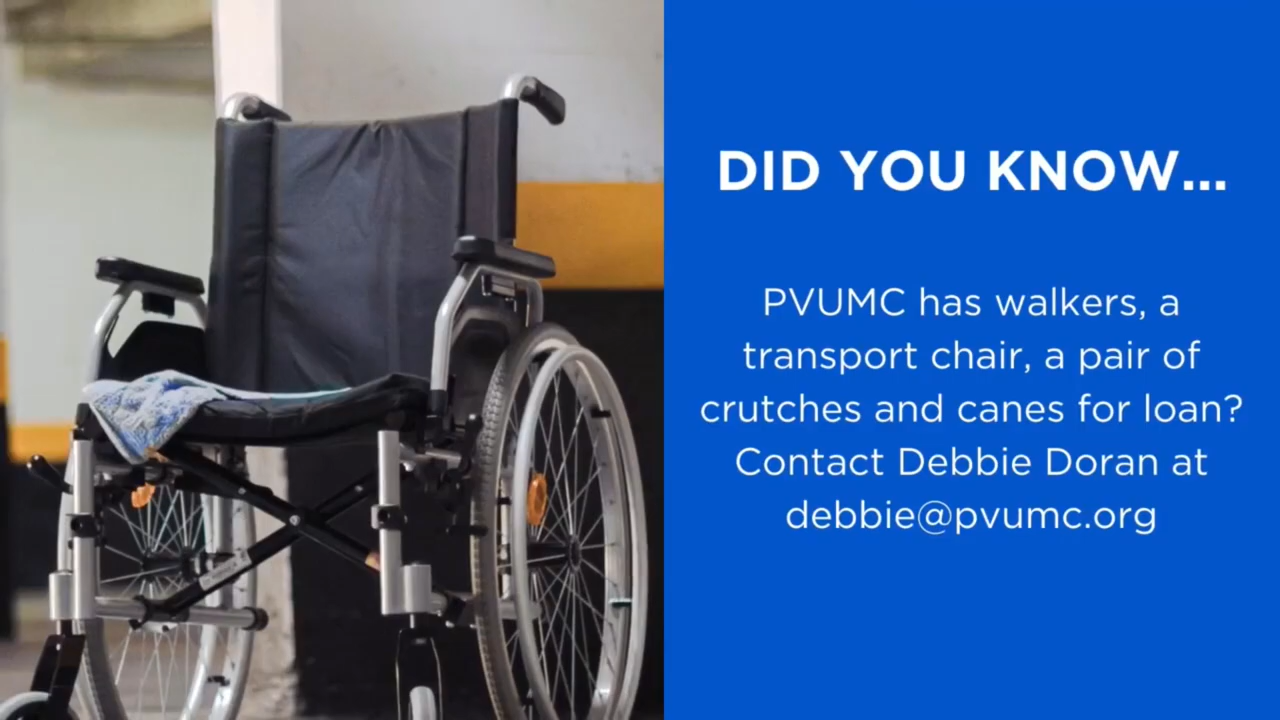 DID YOU KNOW...
PVUMC has walkers, a
transport chair, a pair of
crutches and canes for loan?
Contact Debbie Doran at
debbie@pvumc.org